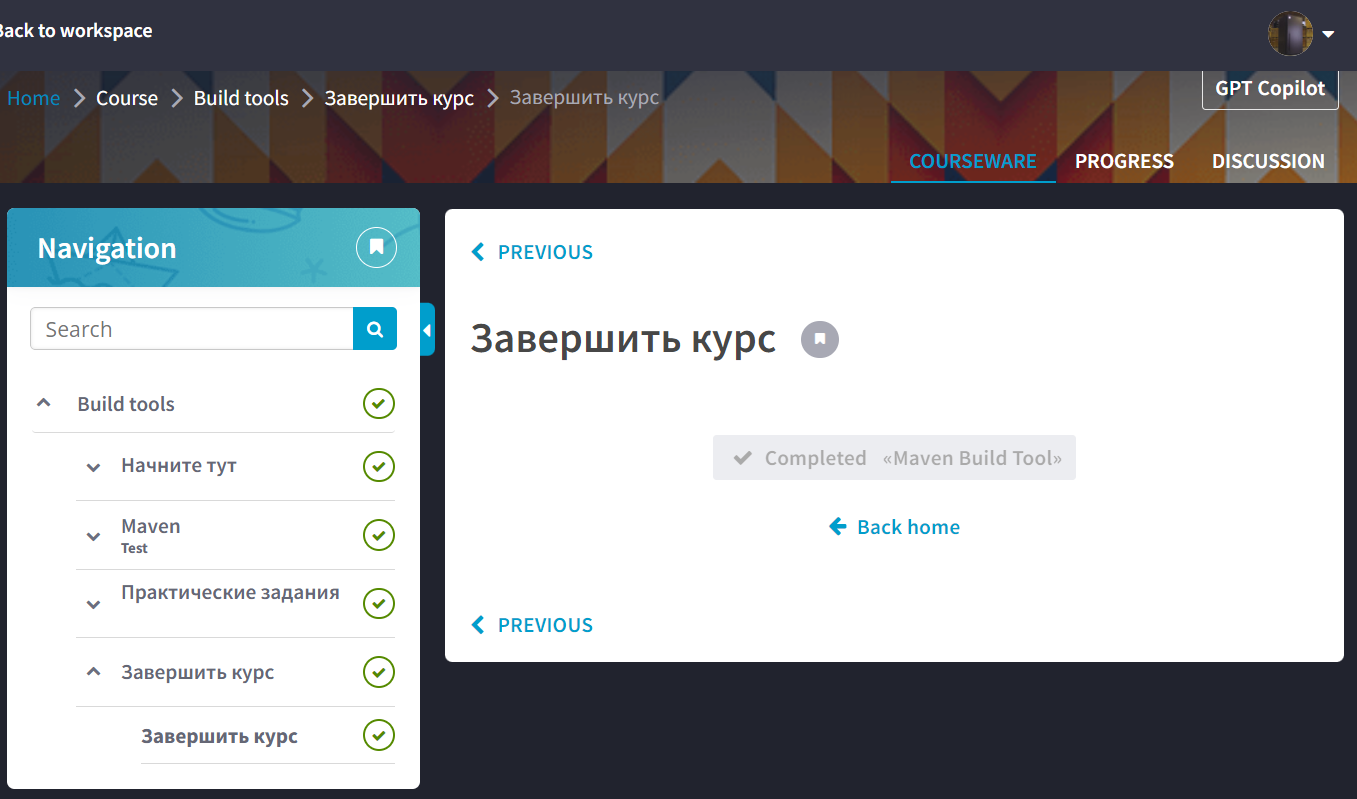 Back to workspace
Home Course Build tools Завершить курс Завершить курс
GPT Copilot
COURSEWARE PROGRESS DISCUSSION
Navigation
Search
Build tools
Начните тут
Maven
Test
Практические задания
Завершить курс
Завершить курс
PREVIOUS
Завершить курс
Completed «Maven Build Tool»
Back home
PREVIOUS